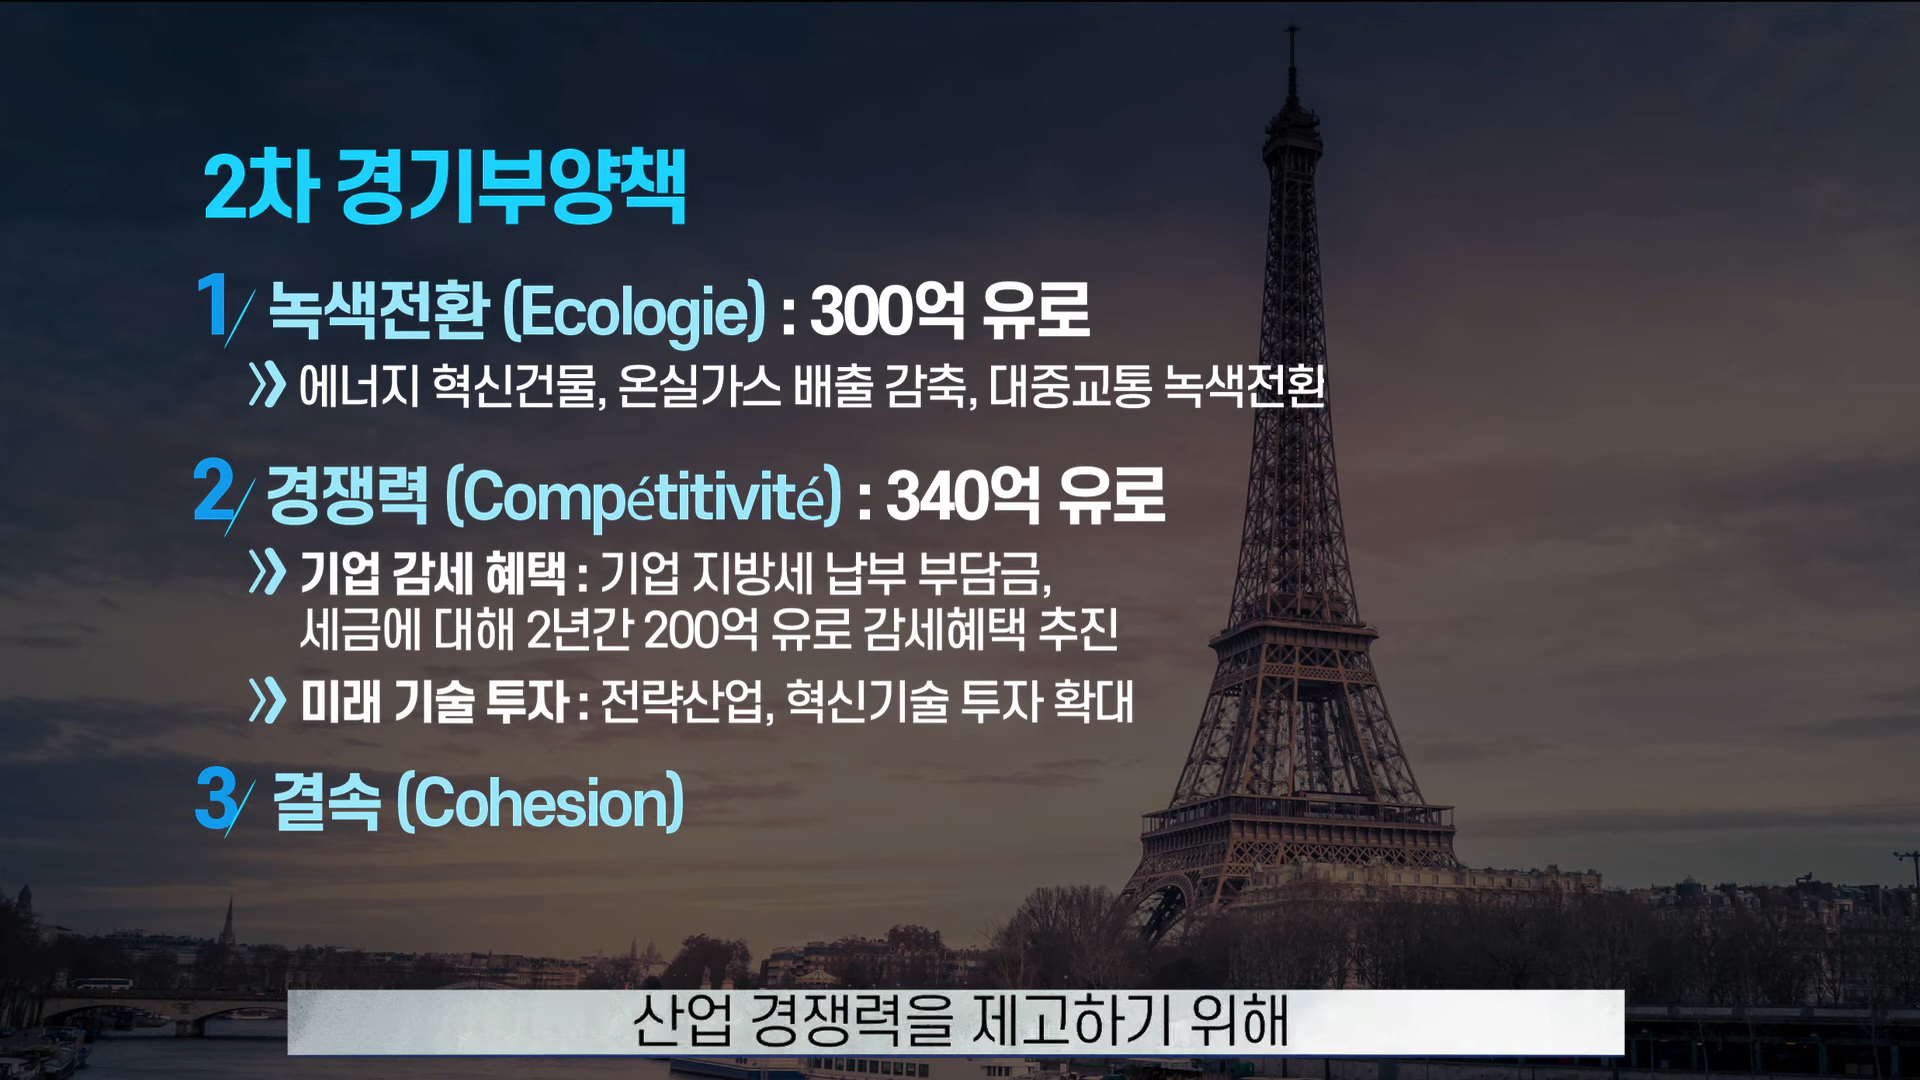 2차 경기부양책
1/ 녹색전환 (Ecologie) : 300억 유로
» 에너지 혁신건물, 온실가스 배출 감축, 대중교통 녹색전환
2/ 경쟁력 (Compétitivité) : 340억 유로
» 기업 감세 혜택 : 기업 지방세 납부 부담금,
세금에 대해 2년간 200억 유로 감세혜택 추진
» 미래 기술 투자 : 전략산업, 혁신기술 투자 확대
3/ 결속 (Cohesion)
산업 경쟁력을 제고하기 위해